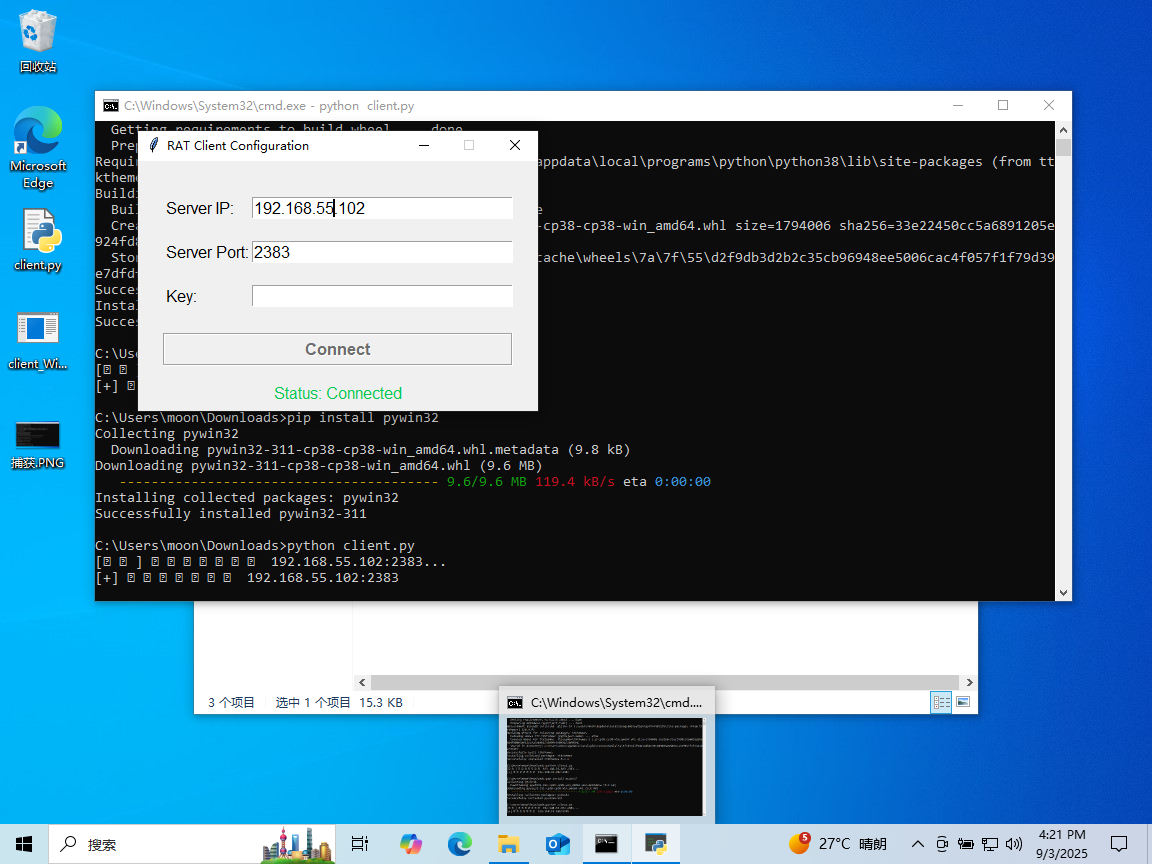 回收站
Microsoft
Edge
client.py
client_Wi...
捕获.PNG
C:\Windows\System32\cmd.exe - python  client.py
Getting requirements to build wheel ... done
Prep
Requir
appdata\local\programs\python\python38\lib\site-packages (from tt
ktheme
Buildi
Buil
e
Crea
-cp38-cp38-win_amd64.whl size=1794006 sha256=33e22450cc5a6891205e
924fd8
Stor
cache\wheels\7a\7f\55\d2f9db3d2b2c35cb96948ee5006cac4f057f1f79d39
e7dfd
Succes
Instal
Succes
C:\Use
[+]
RAT Client Configuration
Server IP: 192.168.55.102
Server Port: 2383
Key:
Connect
Status: Connected
C:\Users\moon\Downloads>pip install pywin32
Collecting pywin32
Downloading pywin32-311-cp38-cp38-win_amd64.whl.metadata (9.8 kB)
Downloading pywin32-311-cp38-cp38-win_amd64.whl (9.6 MB)
---------------------------------------- 9.6/9.6 MB 119.4 kB/s eta 0:00:00
Installing collected packages: pywin32
Successfully installed pywin32-311
C:\Users\moon\Downloads>python client.py
[ ] 192.168.55.102:2383...
[+] 192.168.55.102:2383
3 个项目 选中 1 个项目 15.3 KB
C:\Windows\System32\cmd....
搜索
5
27°C 晴朗
4:21 PM
9/3/2025